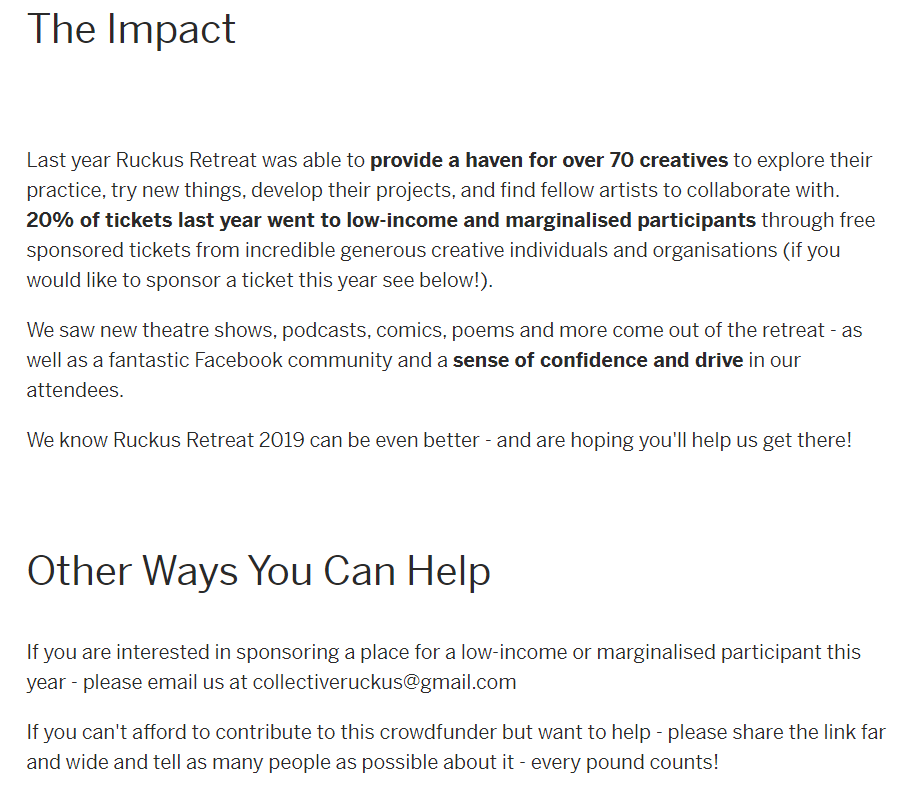 The Impact
Last year Ruckus Retreat was able to provide a haven for over 70 creatives to explore their
practice, try new things, develop their projects, and find fellow artists to collaborate with.
20% of tickets last year went to low-income and marginalised participants through free
sponsored tickets from incredible generous creative individuals and organisations (if you
would like to sponsor a ticket this year see below!).
We saw new theatre shows, podcasts, comics, poems and more come out of the retreat - as
well as a fantastic Facebook community and a sense of confidence and drive in our
attendees.
We know Ruckus Retreat 2019 can be even better - and are hoping you'll help us get there!
Other Ways You Can Help
If you are interested in sponsoring a place for a low-income or marginalised participant this
year - please email us at collectiveruckus@gmail.com
If you can't afford to contribute to this crowdfunder but want to help - please share the link far
and wide and tell as many people as possible about it - every pound counts!